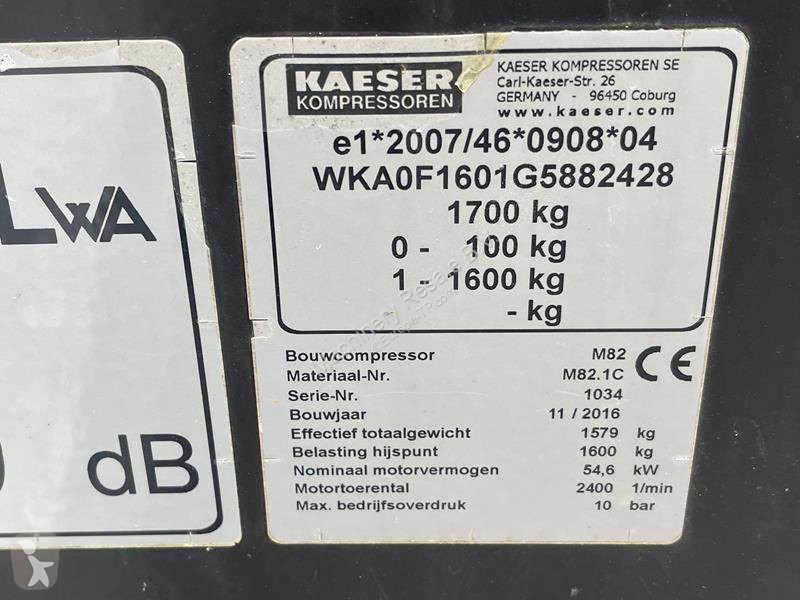 LWA
dB
KAESER
KOMPRESSOREN
KAESER KOMPRESSOREN SE
Carl-Kaeser-Str. 26
GERMANY - 96450 Coburg
www.kaeser.com
e1*2007/46*0908*04
WKA0F1601G5882428
1700 kg
0 - 100 kg
1 - 1600 kg
- kg
Bouwcompressor M82
Materiaal-Nr. M82.1C
Serie-Nr. 1034
Bouwjaar 11 / 2016
Effectief totaalgewicht 1579 kg
Belasting hijspunt 1600 kg
Nominaal motorvermogen 54,6 kW
Motortoerental 2400 1/min
Max. bedrijfsoverdruk 10 bar
CE
Machinery Resale